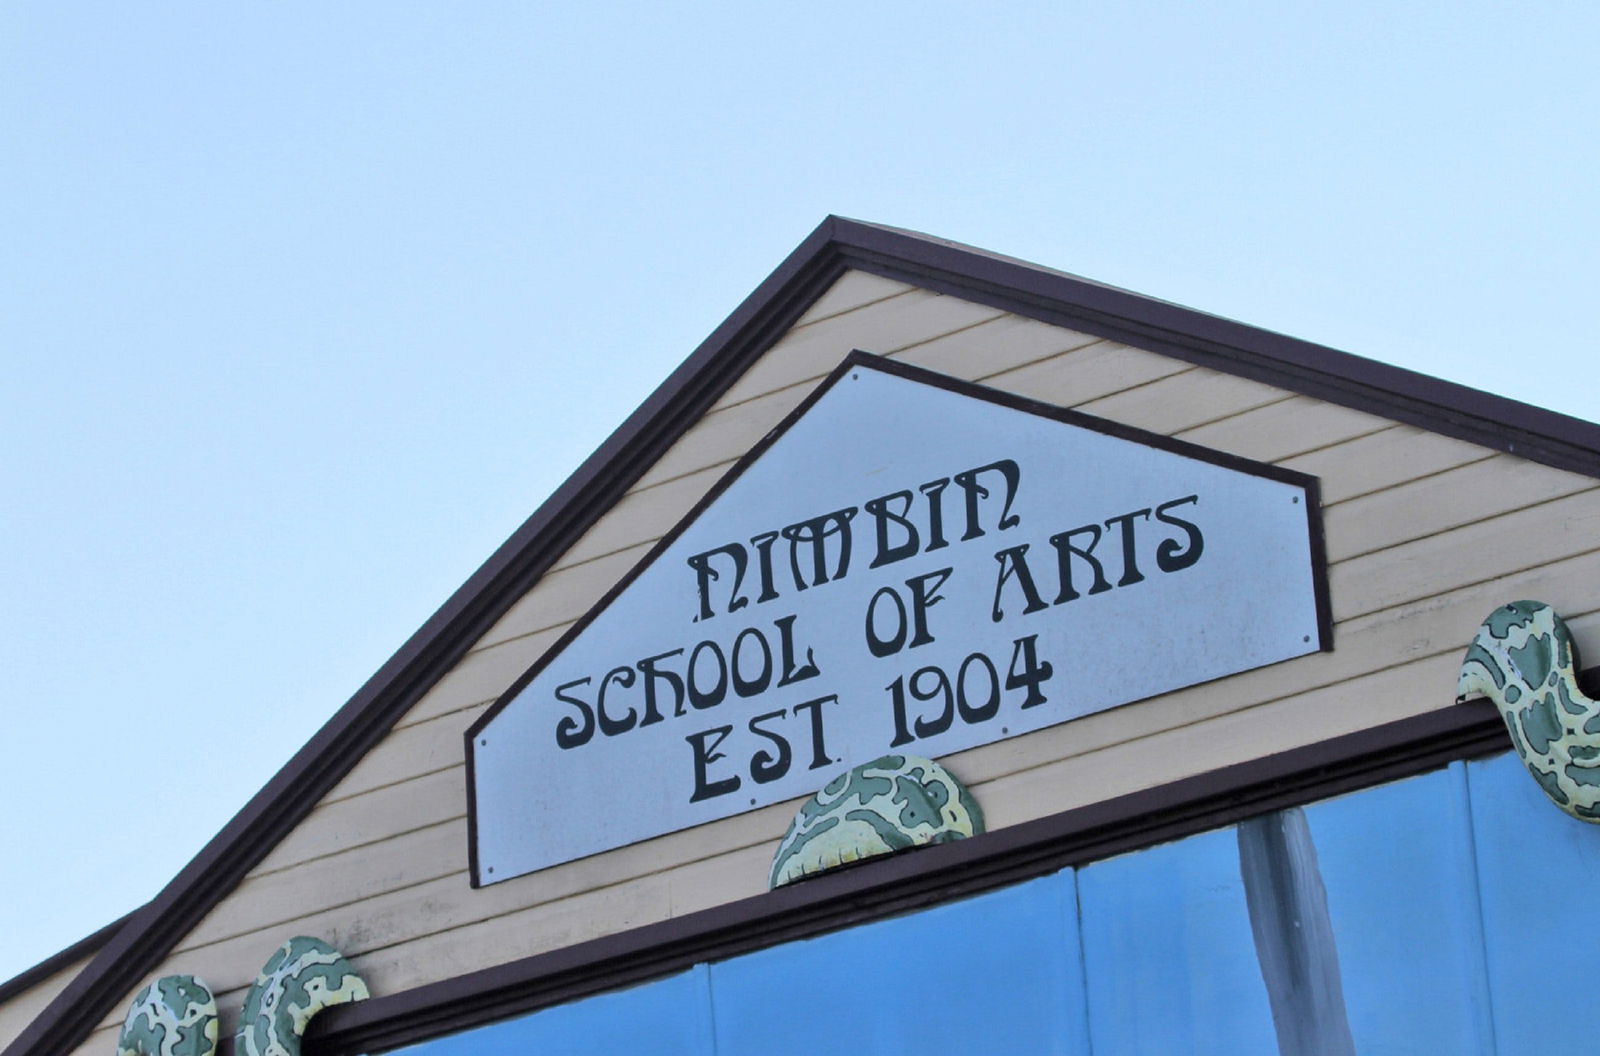 NIMBIN
SCHOOL OF ARTS
EST 1904